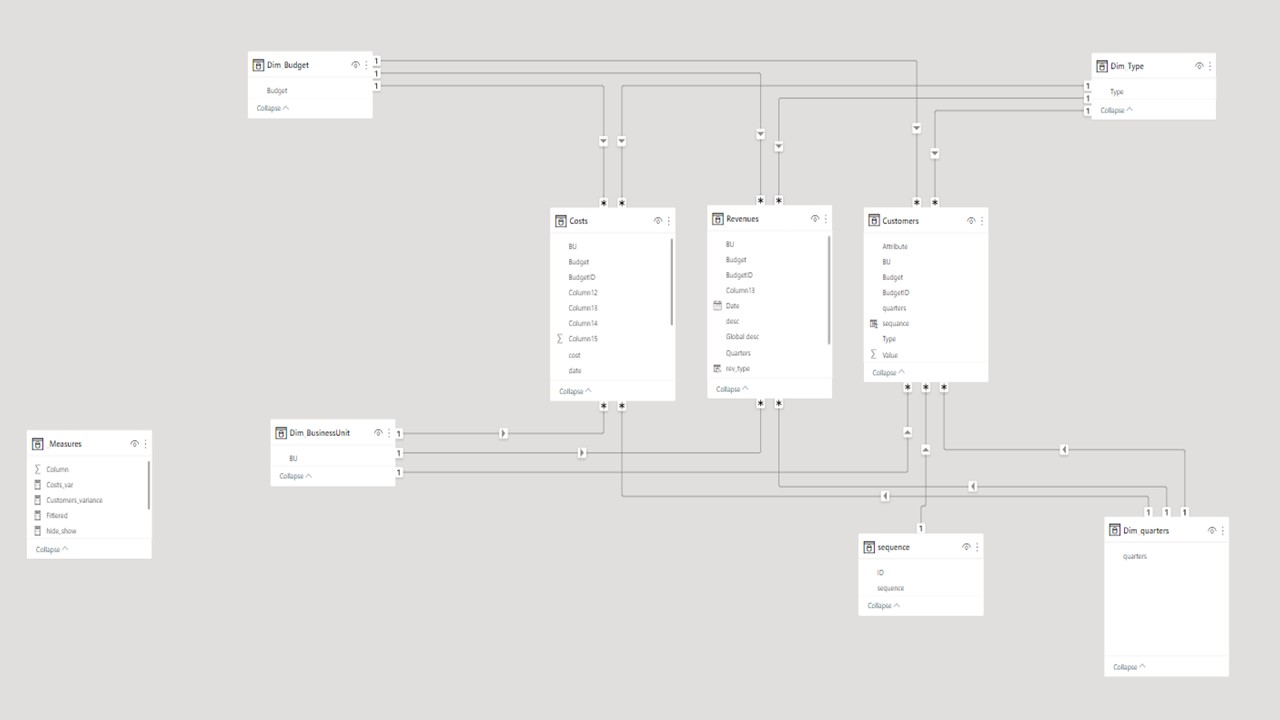 Dim_Budget
Budget
Collapse
1
1
1
Dim_Type
Type
Collapse
1
1
1
*
*
*
*
*
*
Costs
BU
Budget
BudgetID
Column12
Column13
Column14
Column15
cost
date
Collapse
Revenues
BU
Budget
BudgetID
Column13
Date
desc
Global desc
Quarters
rev_type
Collapse
Customers
Attribute
BU
Budget
BudgetID
quarters
sequance
Type
Value
Collapse
*
*
*
*
*
*
*
Dim_BusinessUnit
BU
Collapse
1
1
1
Measures
Column
Costs_var
Customers_variance
Filtered
hide_show
Collapse
1
sequence
ID
sequence
Collapse
1
1
1
Dim_quarters
quarters
Collapse